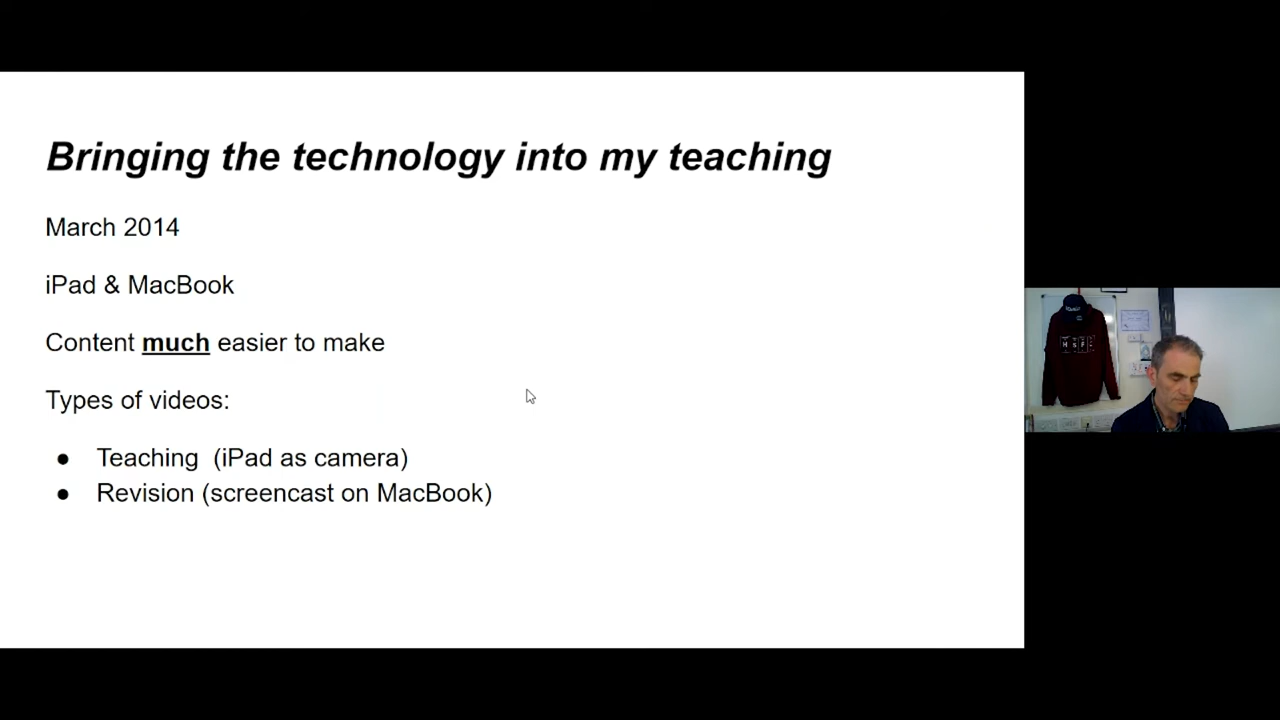 Bringing the technology into my teaching
March 2014
iPad & MacBook
Content much easier to make
Types of videos:
● Teaching (iPad as camera)
● Revision (screencast on MacBook)